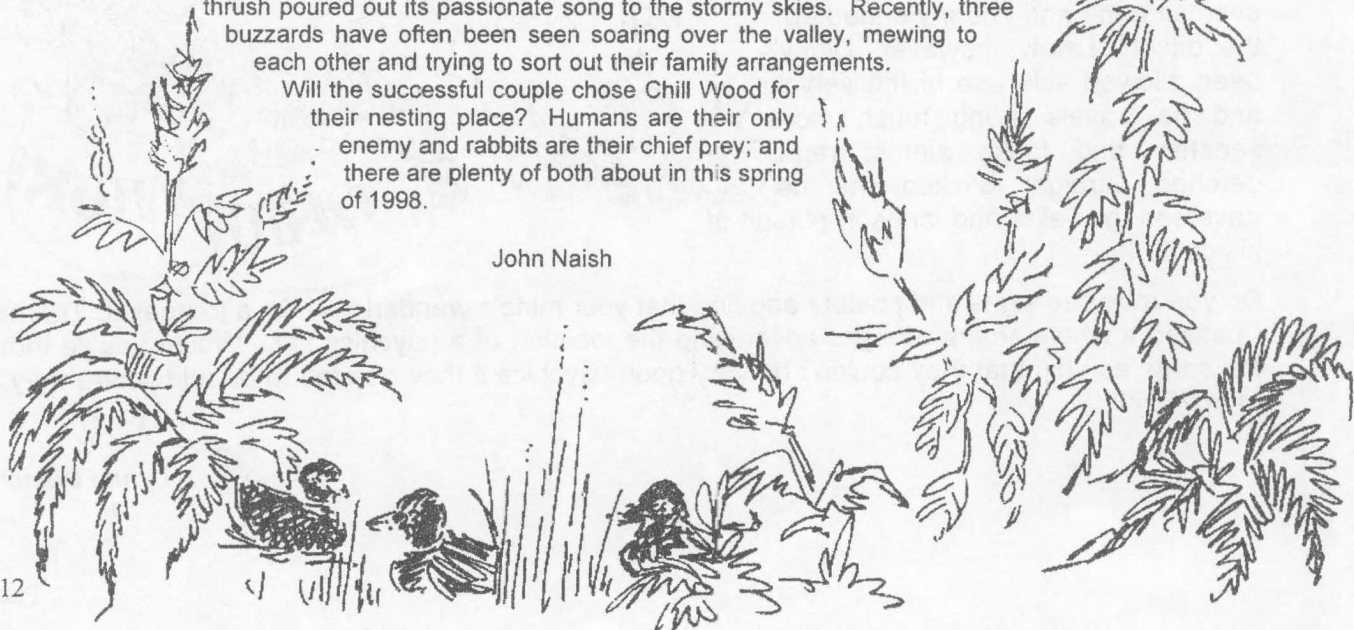 thrush poured out its passionate song to the stormy skies. Recently, three
buzzards have often been seen soaring over the valley, mewing to
each other and trying to sort out their family arrangements.
Will the successful couple chose Chill Wood for
their nesting place? Humans are their only
enemy and rabbits are their chief prey, and
there are plenty of both about in this spring
of 1998.
John Naish
12